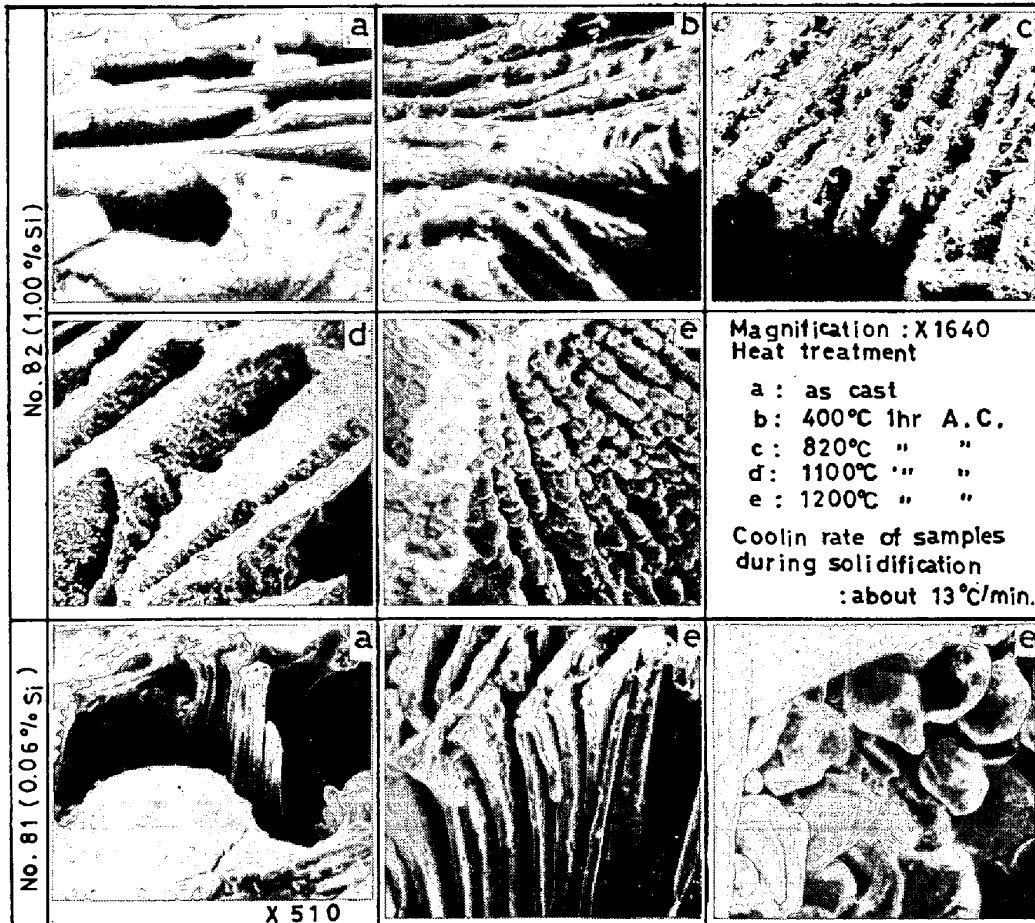 No. 82 (1.00 % Si)
a
b
c
d
e
Magnification : X 1640
Heat treatment
a : as cast
b : 400°C 1hr A.C.
c : 820°C " "
d : 1100°C '" "
e : 1200°C " "
Coolin rate of samples
during solidification
: about 13°C/min.
No. 81 (0.06 % Si)
a
X 510
e
e